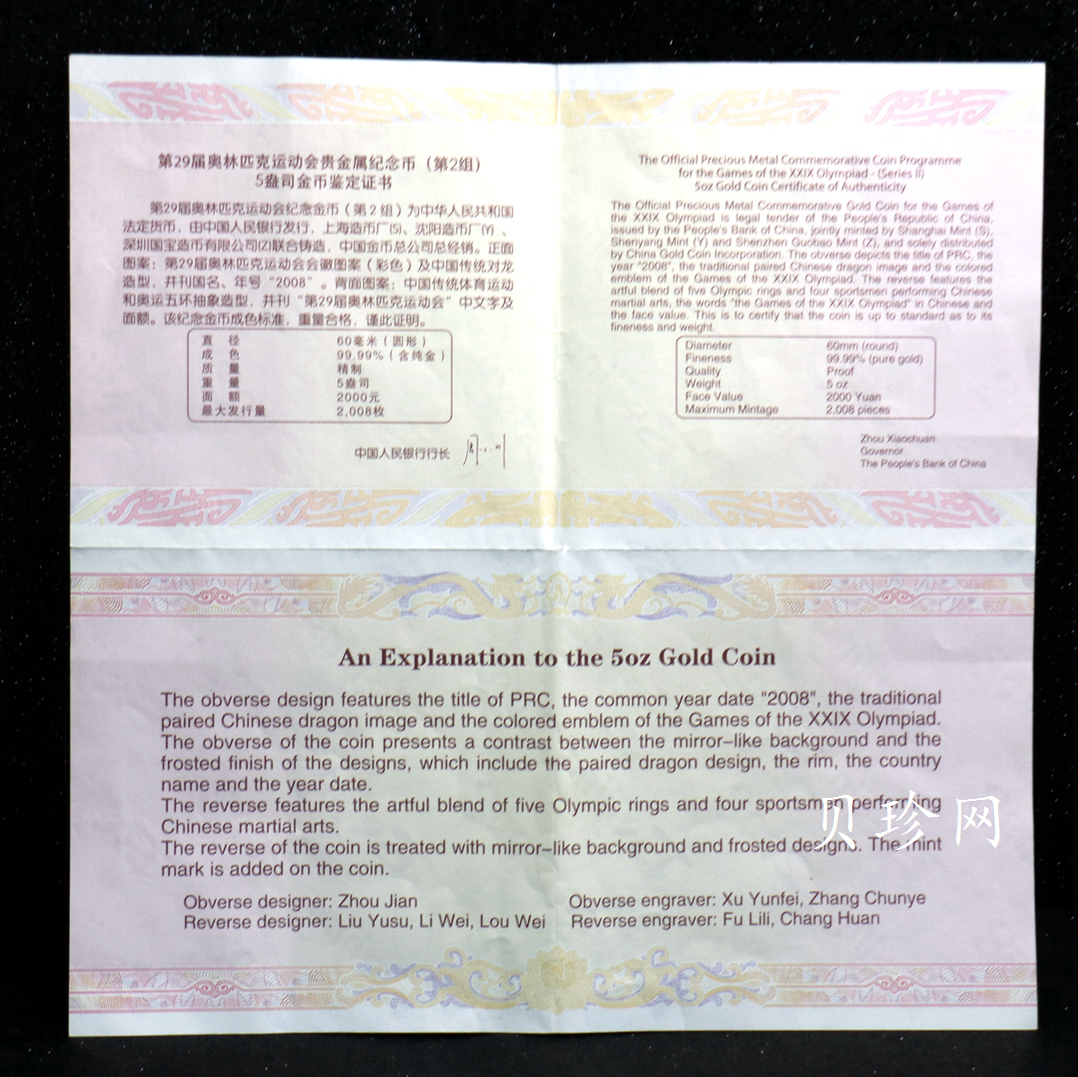 第29届奥林匹克运动会贵金属纪念币（第2组）
5盎司金币鉴定证书
第29届奥林匹克运动会纪念金币（第2组）为中华人民共和国
法定货币，由中国人民银行发行，上海造币厂(S)、沈阳造币厂(Y)、
深圳国宝造币有限公司(Z)联合铸造，中国金币总公司总经销。正面
图案：第29届奥林匹克运动会会徽图案（彩色）及中国传统对龙
造型，并刊国名、年号“2008”。背面图案：中国传统体育运动
和奥运五环抽象造型，并刊“第29届奥林匹克运动会”中文字及
面额。该纪念金币成色标准，重量合格，谨此证明。
直 径 60毫米（圆形）
成 色 99.99%（含纯金）
质 量 精制
重 量 5盎司
面 额 2000元
最大发行量 2,008枚
中国人民银行行长
The Official Precious Metal Commemorative Coin Programme
for the Games of the XXIX Olympiad - (Series II)
5oz Gold Coin Certificate of Authenticity
The Official Precious Metal Commemorative Gold Coin for the Games of
the XXIX Olympiad is legal tender of the People's Republic of China,
issued by the People's Bank of China, jointly minted by Shanghai Mint (S),
Shenyang Mint (Y) and Shenzhen Guobao Mint (Z), and solely distributed
by China Gold Coin Incorporation. The obverse depicts the title of PRC, the
year "2008", the traditional paired Chinese dragon image and the colored
emblem of the Games of the XXIX Olympiad. The reverse features the
artful blend of five Olympic rings and four sportsmen performing Chinese
martial arts, the words "the Games of the XXIX Olympiad" in Chinese and
the face value. This is to certify that the coin is up to standard as to its
fineness and weight.
Diameter 60mm (round)
Fineness 99.99% (pure gold)
Quality Proof
Weight 5 oz
Face Value 2000 Yuan
Maximum Mintage 2,008 pieces
Zhou Xiaochuan
Governor
The People's Bank of China
An Explanation to the 5oz Gold Coin
The obverse design features the title of PRC, the common year date "2008", the traditional
paired Chinese dragon image and the colored emblem of the Games of the XXIX Olympiad.
The obverse of the coin presents a contrast between the mirror–like background and the
frosted finish of the designs, which include the paired dragon design, the rim, the country
name and the year date.
The reverse features the artful blend of five Olympic rings and four sportsmen performing
Chinese martial arts.
The reverse of the coin is treated with mirror–like background and frosted designs. The mint
mark is added on the coin.
贝珍网
Obverse designer: Zhou Jian Obverse engraver: Xu Yunfei, Zhang Chunye
Reverse designer: Liu Yusu, Li Wei, Lou Wei Reverse engraver: Fu Lili, Chang Huan